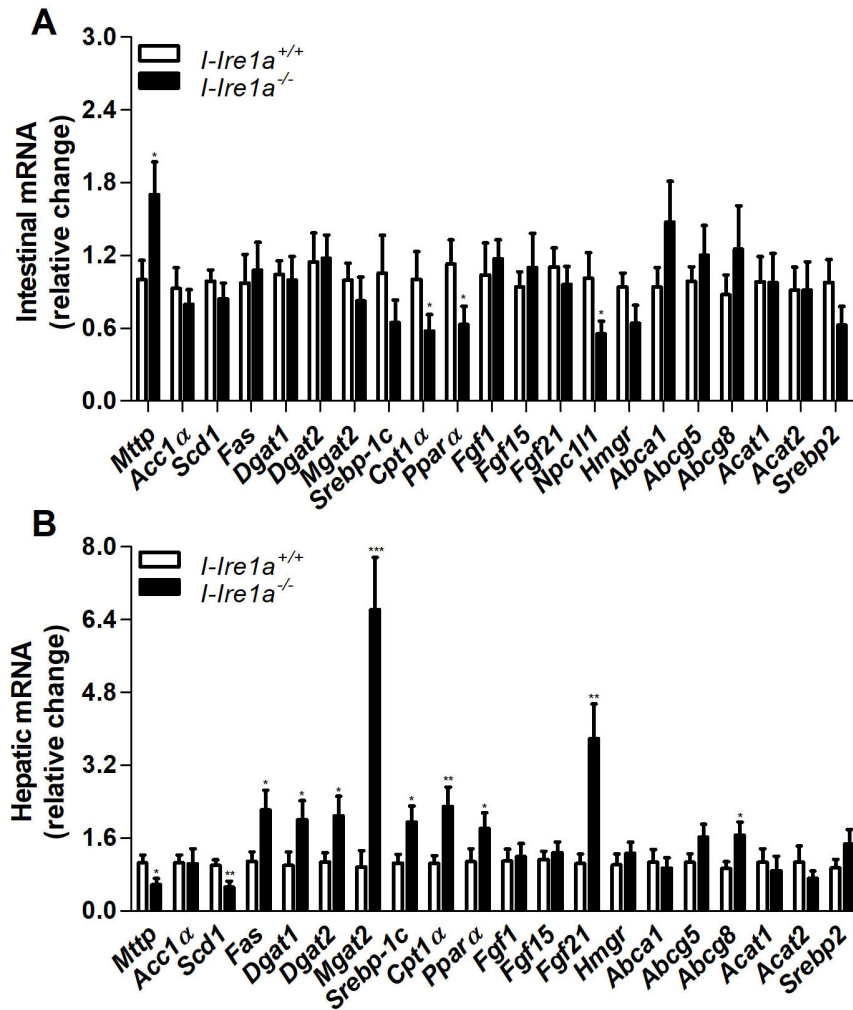 A
Intestinal mRNA
(relative change)
3.0
2.4
1.8
1.2
0.6
0.0
I-Ire1a+/+
I-Ire1a-/-
*
*
*
*
Mttp
Acc1α
Scd1
Fas
Dgat1
Dgat2
Mgat2
Srebp-1c
Cpt1α
Pparα
Fgf1
Fgf15
Fgf21
Npc1l1
Hmgr
Abca1
Abcg5
Abcg8
Acat1
Acat2
Srebp2
B
Hepatic mRNA
(relative change)
8.0
6.4
4.8
3.2
1.6
0.0
I-Ire1a+/+
I-Ire1a-/-
*
**
*
*
*
***
*
**
*
**
*
Mttp
Acc1α
Scd1
Fas
Dgat1
Dgat2
Mgat2
Srebp-1c
Cpt1α
Pparα
Fgf1
Fgf15
Fgf21
Hmgr
Abca1
Abcg5
Abcg8
Acat1
Acat2
Srebp2